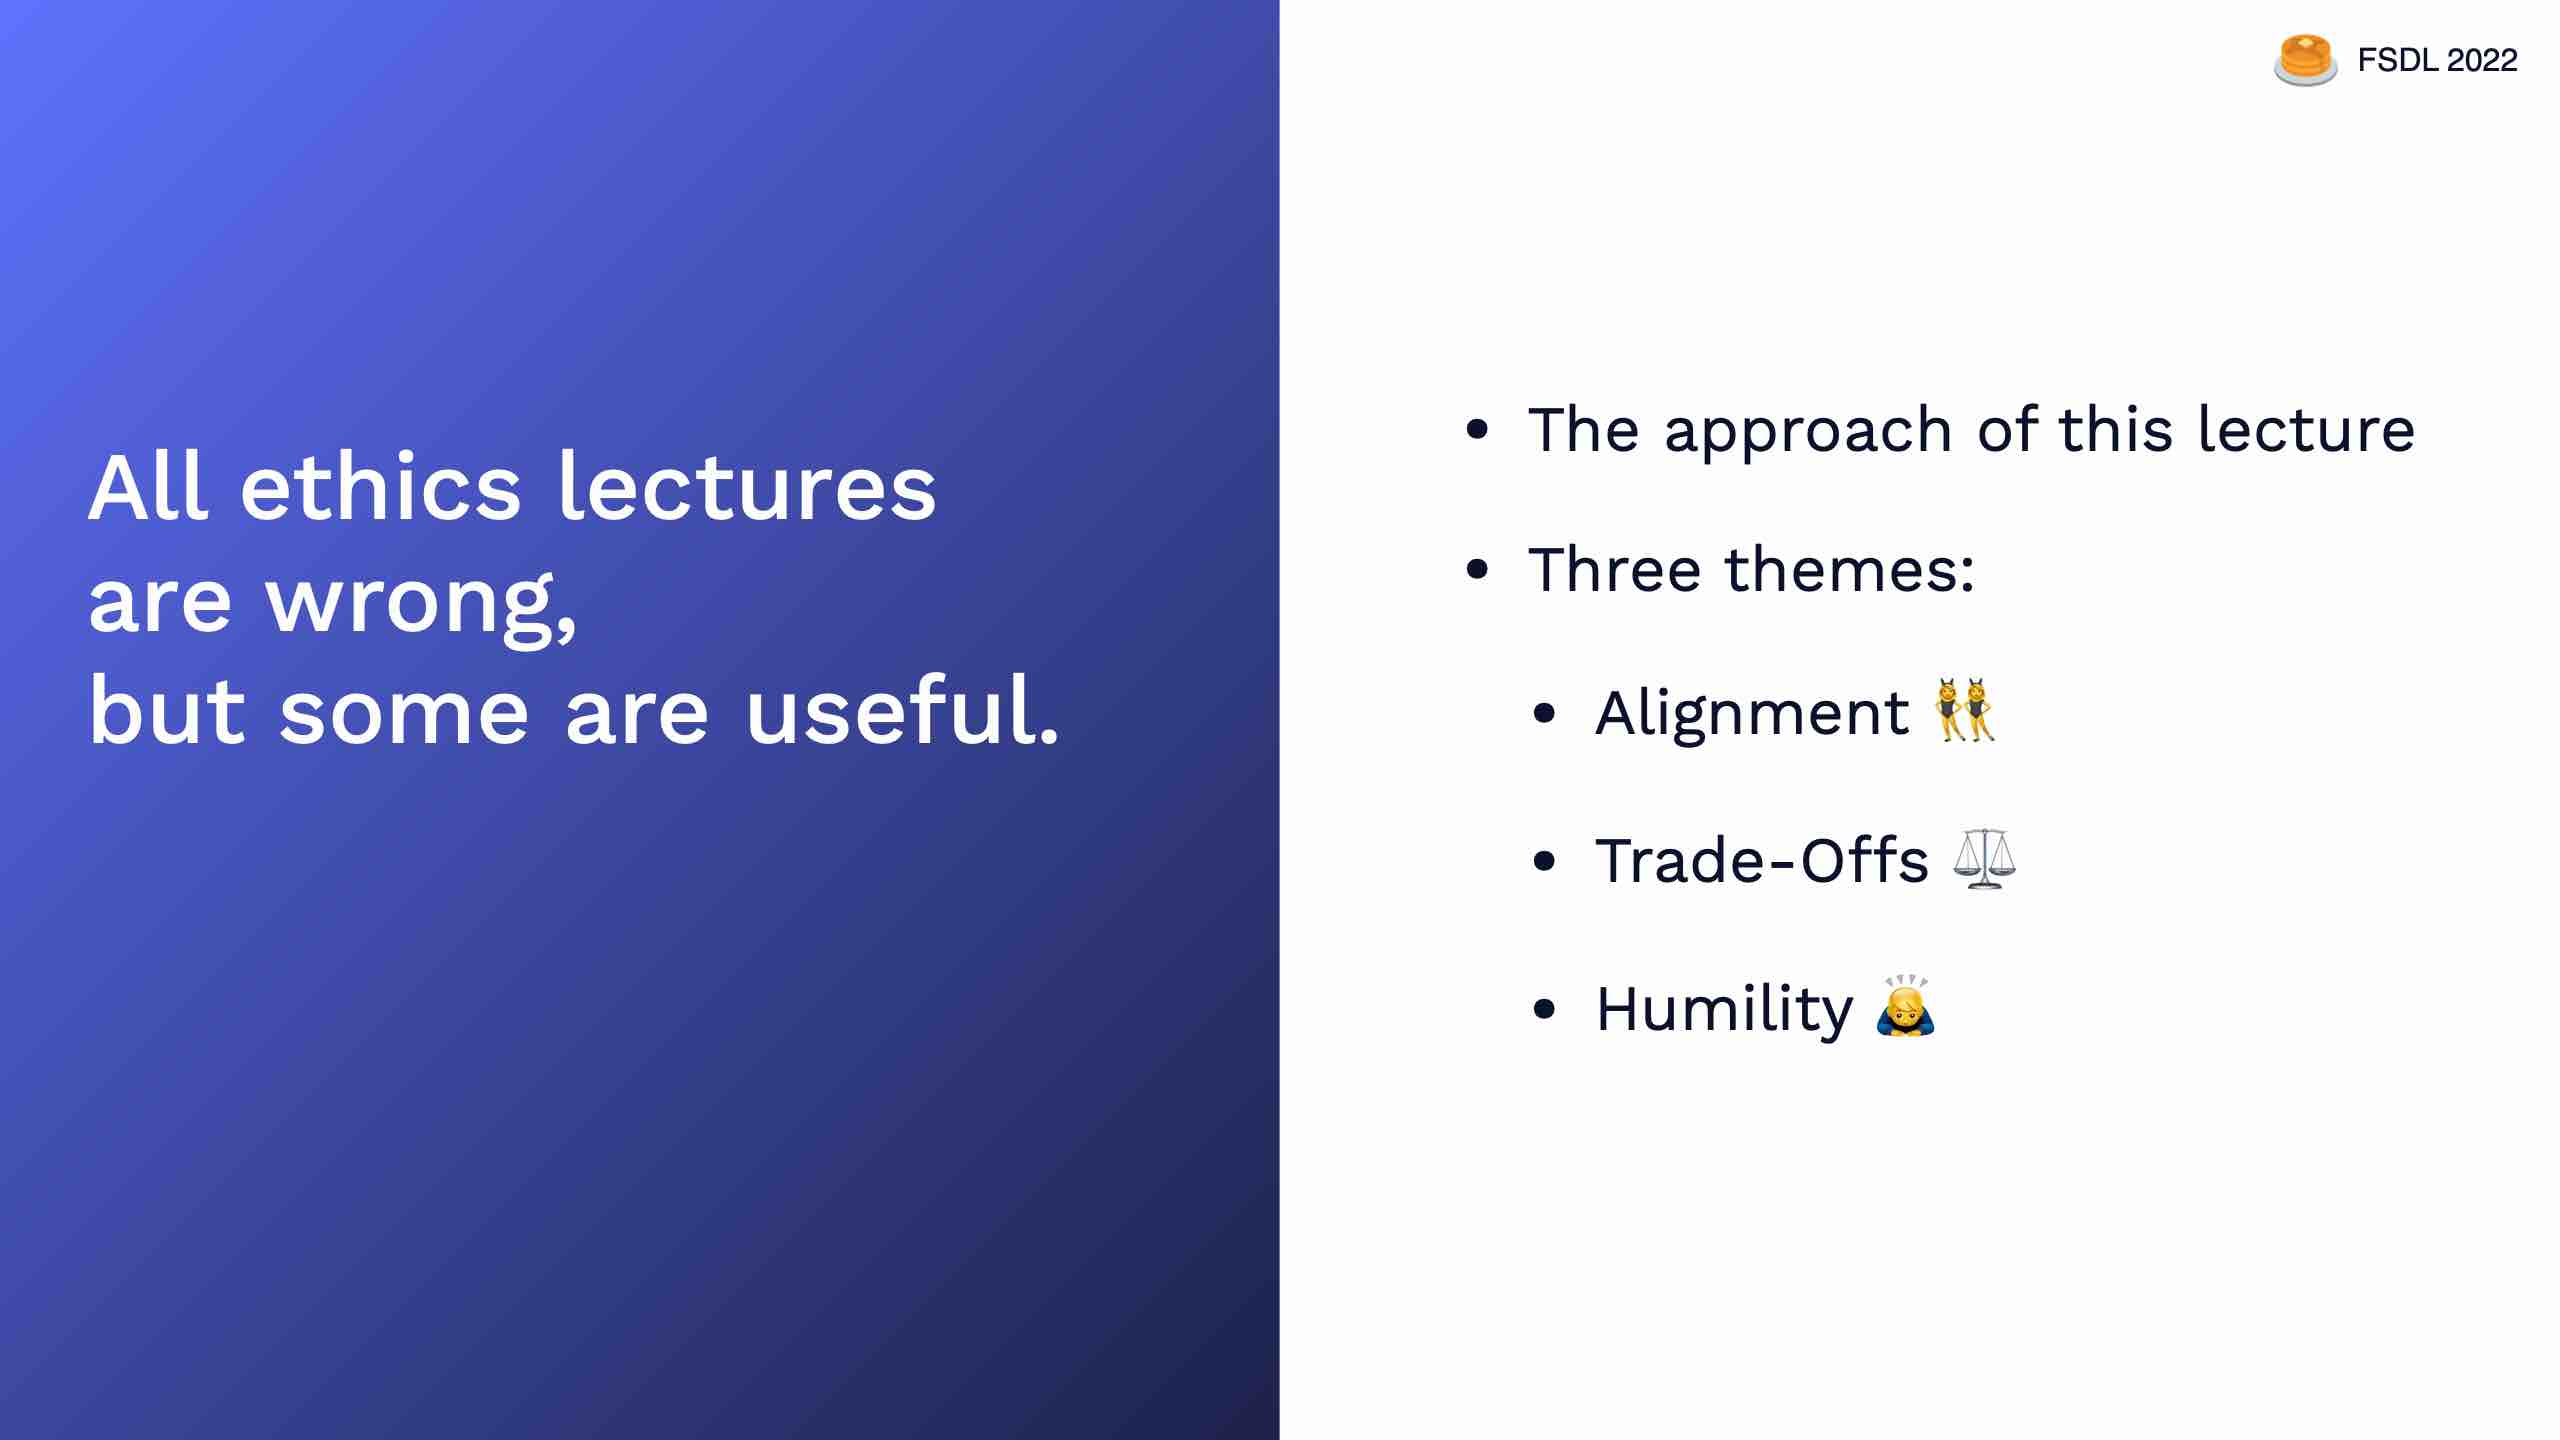 All ethics lectures
are wrong,
but some are useful.
FSDL 2022
• The approach of this lecture
• Three themes:
• Alignment 👯
• Trade-Offs ⚖️
• Humility 🙇